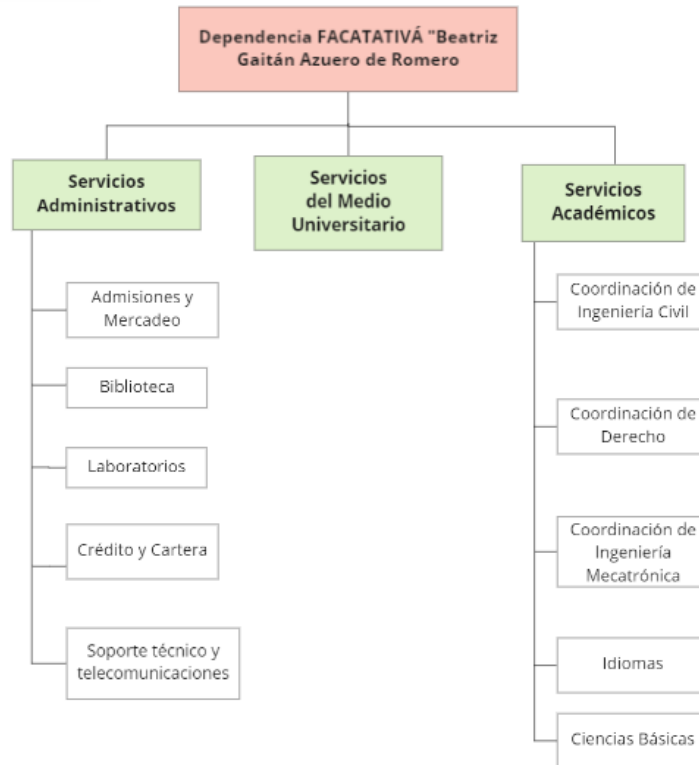 Dependencia FACATATIVÁ "Beatriz
Gaitán Azuero de Romero
Servicios
Administrativos
Servicios
del Medio
Universitario
Servicios
Académicos
Admisiones y
Mercadeo
Biblioteca
Laboratorios
Crédito y Cartera
Soporte técnico y
telecomunicaciones
Coordinación de
Ingeniería Civil
Coordinación de
Derecho
Coordinación de
Ingeniería
Mecatrónica
Idiomas
Ciencias Básicas